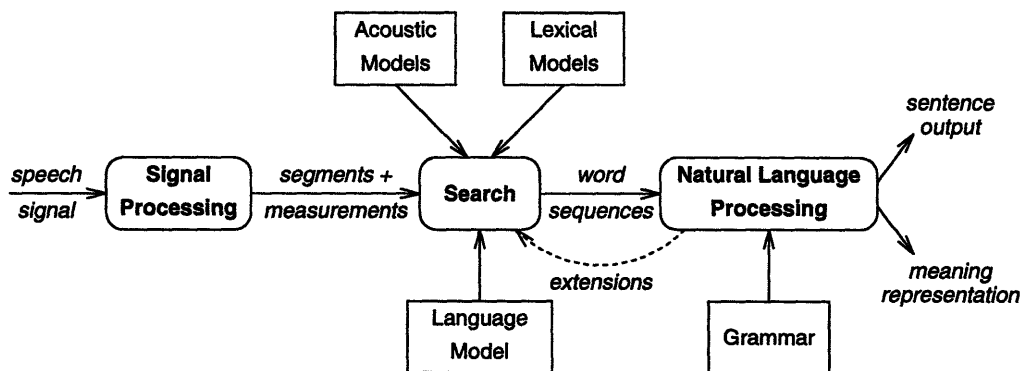 Acoustic
Models
Lexical
Models
sentence
output
speech
signal
Signal
Processing
segments +
measurements
Search
word
sequences
Natural Language
Processing
extensions
meaning
representation
Language
Model
Grammar